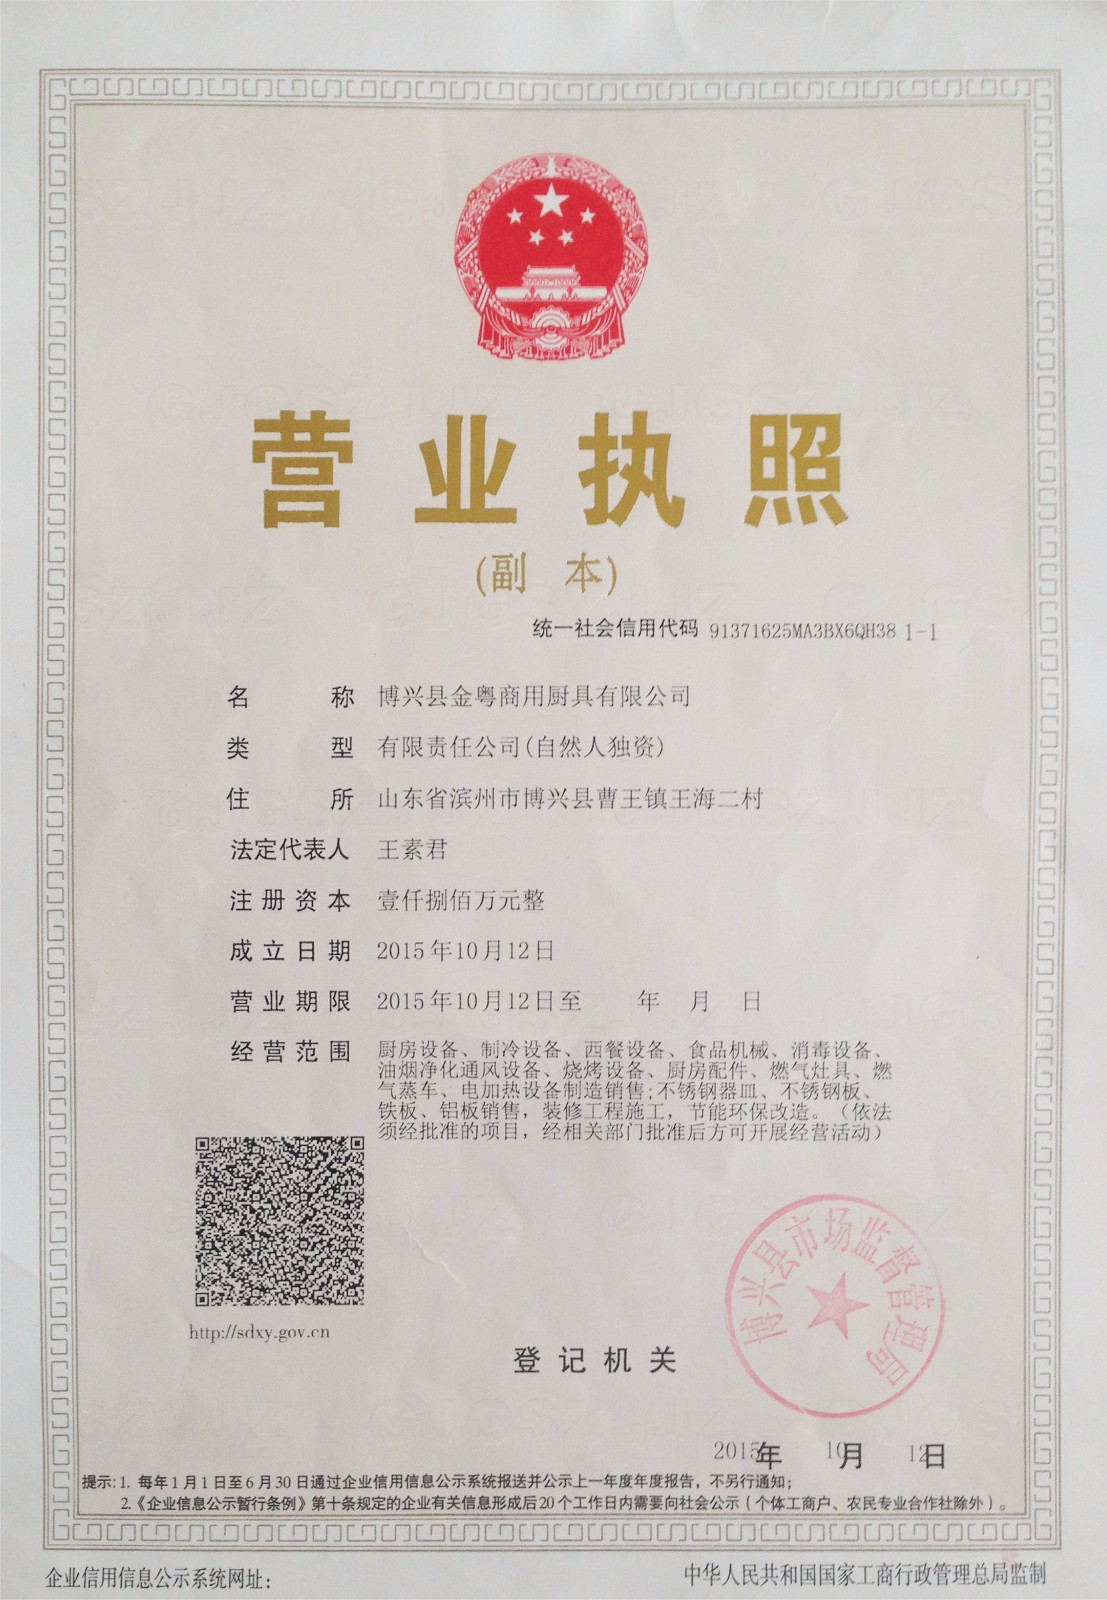 营业执照
(副 本)
统一社会信用代码 91371625MA3BX6QH38 1-1
名 称 博兴县金粤商用厨具有限公司
类 型 有限责任公司(自然人独资)
住 所 山东省滨州市博兴县曹王镇王海二村
法定代表人 王素君
注册资本 壹仟捌佰万元整
成立日期 2015年10月12日
营业期限 2015年10月12日至 年 月 日
经营范围 厨房设备、制冷设备、西餐设备、食品机械、消毒设备、
油烟净化通风设备、烧烤设备、厨房配件、燃气灶具、燃
气蒸车、电加热设备制造销售;不锈钢器皿、不锈钢板、
铁板、铝板销售，装修工程施工，节能环保改造。（依法
须经批准的项目，经相关部门批准后方可开展经营活动）
http://sdxy.gov.cn
博兴县市场监督管理局
登记机关
2015年 10月 12日
提示：1. 每年1月1日至6月30日通过企业信用信息公示系统报送并公示上一年度年度报告，不另行通知；
2.《企业信息公示暂行条例》第十条规定的企业有关信息形成后20个工作日内需要向社会公示（个体工商户、农民专业合作社除外）。
企业信用信息公示系统网址：
中华人民共和国国家工商行政管理总局监制